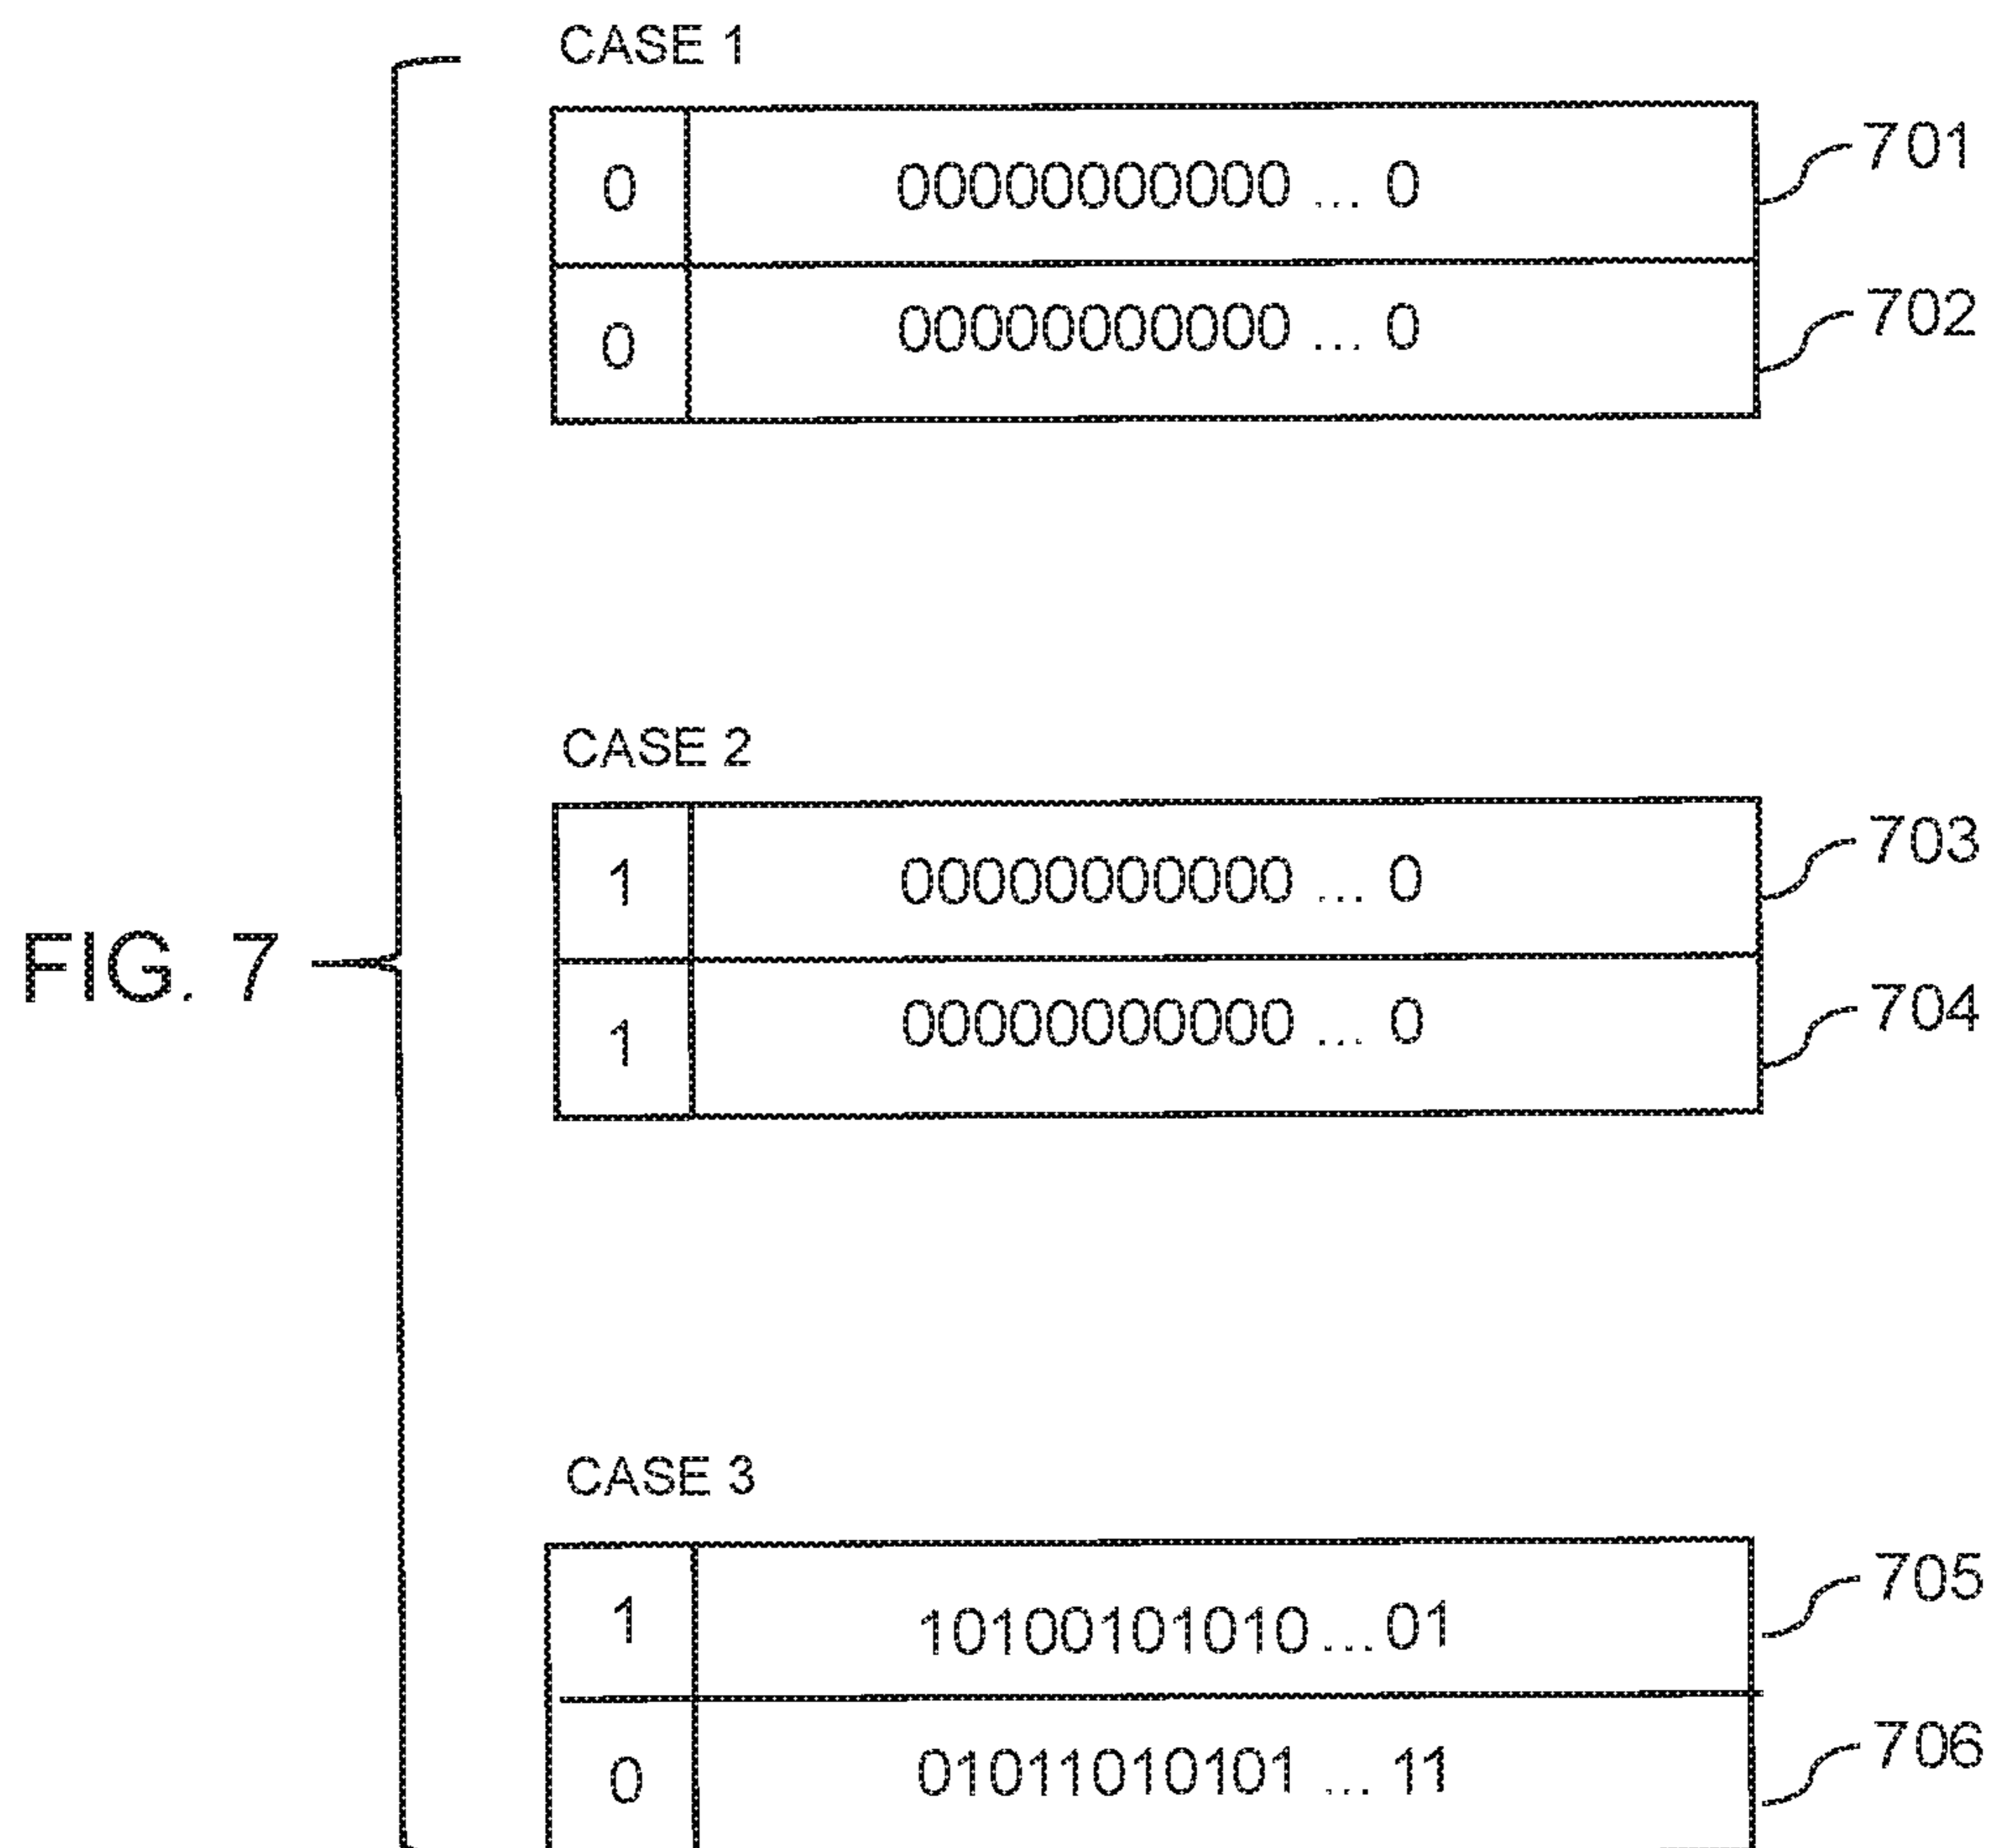 CASE 1
0 00000000000 ... 0 701
0 00000000000 ... 0 702
CASE 2
1 00000000000 ... 0 703
FIG. 7
1 00000000000 ... 0 704
CASE 3
1 10100101010 ... 01 705
0 01011010101 ... 11 706